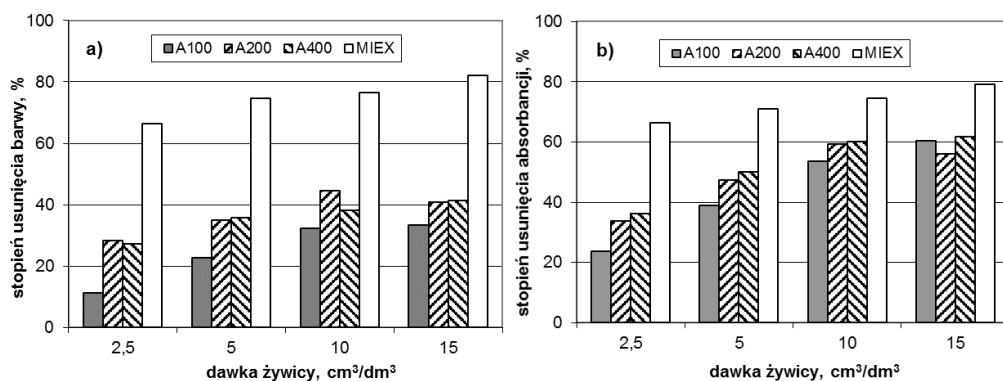 a)
A100 A200 A400 MIEX
stopień usunięcia barwy, %
100
80
60
40
20
0
2,5 5 10 15
dawka żywicy, cm³/dm³
b)
A100 A200 A400 MIEX
stopień usunięcia absorbancji, %
100
80
60
40
20
0
2,5 5 10 15
dawka żywicy, cm³/dm³